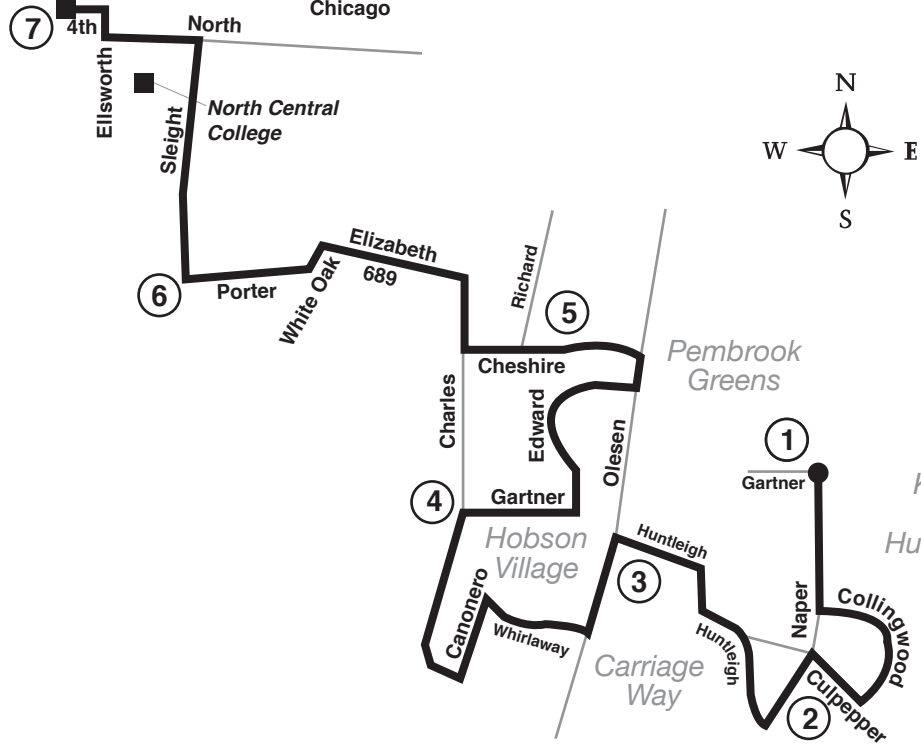 Chicago
7
4th
North
Ellsworth
North Central
College
Sleight
N
W
E
S
Elizabeth
689
6
Porter
White Oak
Richard
5
Cheshire
Pembrook
Greens
Charles
Edward
Olesen
1
Gartner
4
Gartner
Hobson
Village
Huntleigh
3
Hu
Canonero
Whirlaway
Naper
Collingwood
Huntleigh
Carriage
Way
Culpepper
2